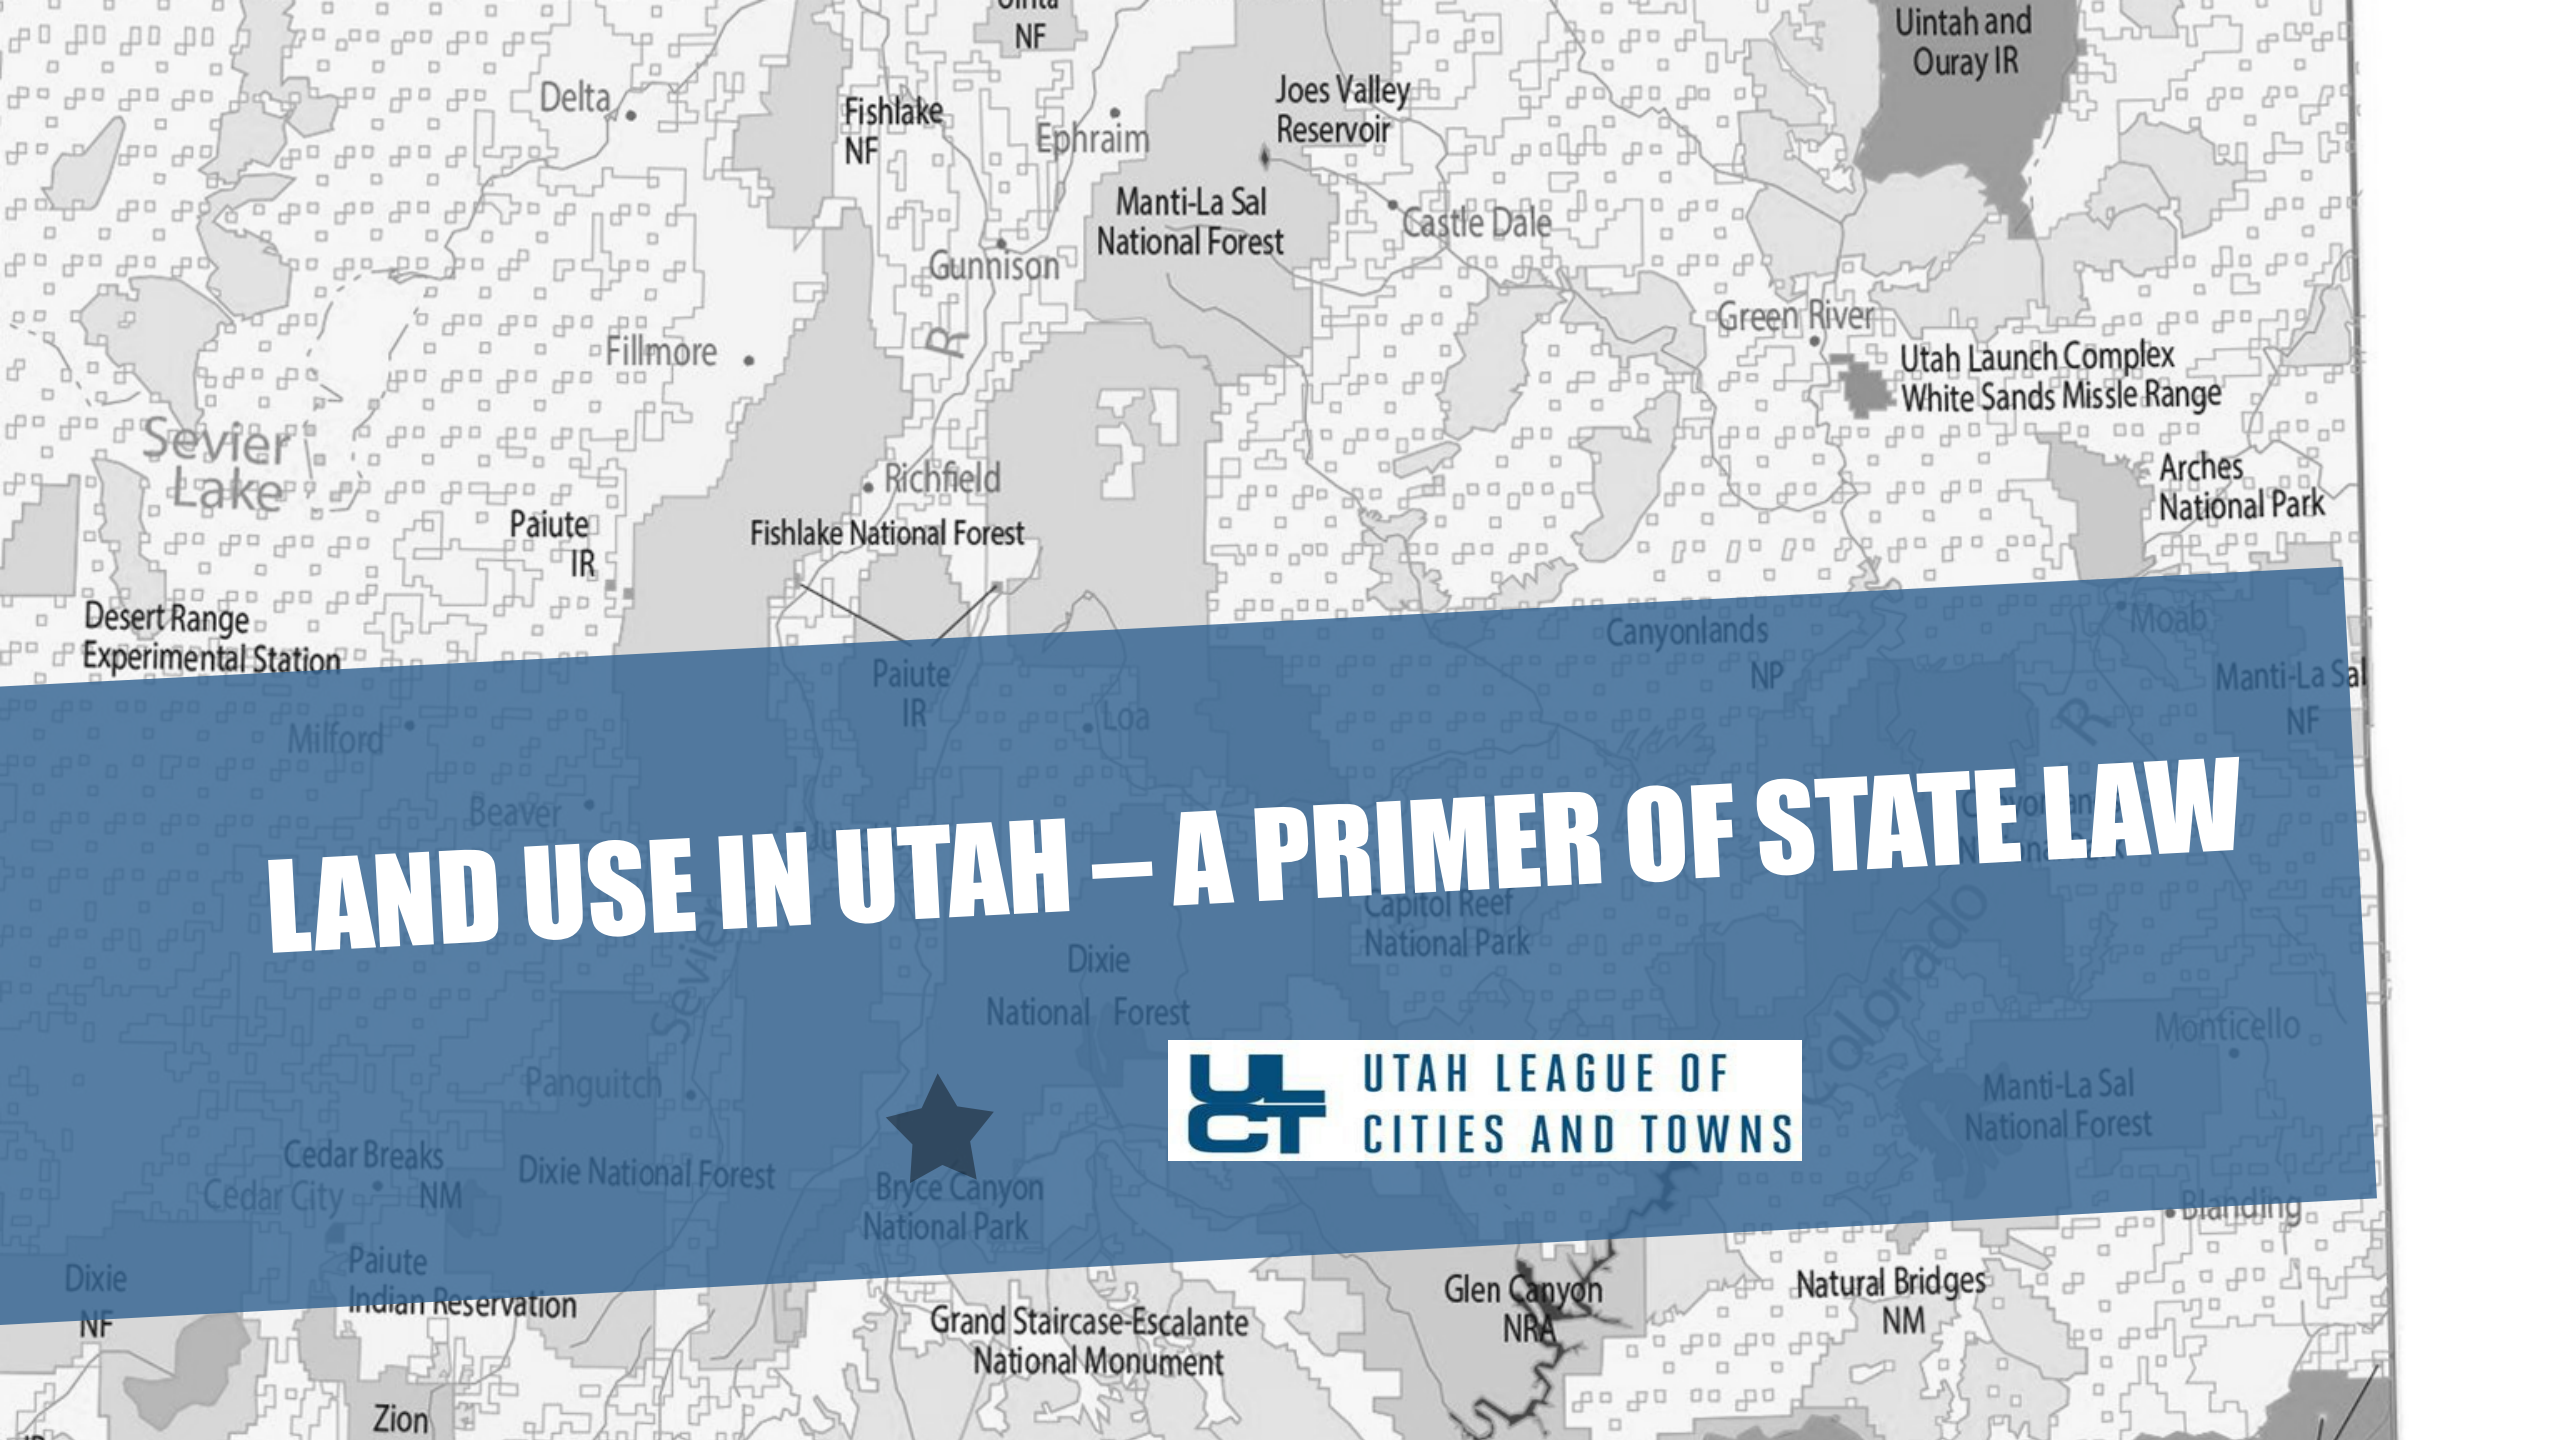 NF
Uintah and
Ouray IR
Delta
Fishlake
NF
Joes Valley
Reservoir
Ephraim
Manti-La Sal
National Forest
Castle Dale
Gunnison
Green River
R
Fillmore
Utah Launch Complex
White Sands Missle Range
Sevier
Lake
Richfield
Arches
National Park
Paiute
IR
Fishlake National Forest
Desert Range
Experimental Station
Canyonlands
NP
Moab
Manti-La Sal
NF
Paiute
IR
Loa
R
Milford
Beaver
LAND USE IN UTAH – A PRIMER OF STATE LAW
Capitol Reef
National Park
Sevier
Colorado
Dixie
National Forest
Monticello
UTAH LEAGUE OF
CITIES AND TOWNS
ULCT
Panguitch
Manti-La Sal
National Forest
Cedar Breaks
NM
Cedar City
Dixie National Forest
Bryce Canyon
National Park
Blanding
Paiute
Indian Reservation
Dixie
NF
Glen Canyon
NRA
Natural Bridges
NM
Grand Staircase-Escalante
National Monument
Zion